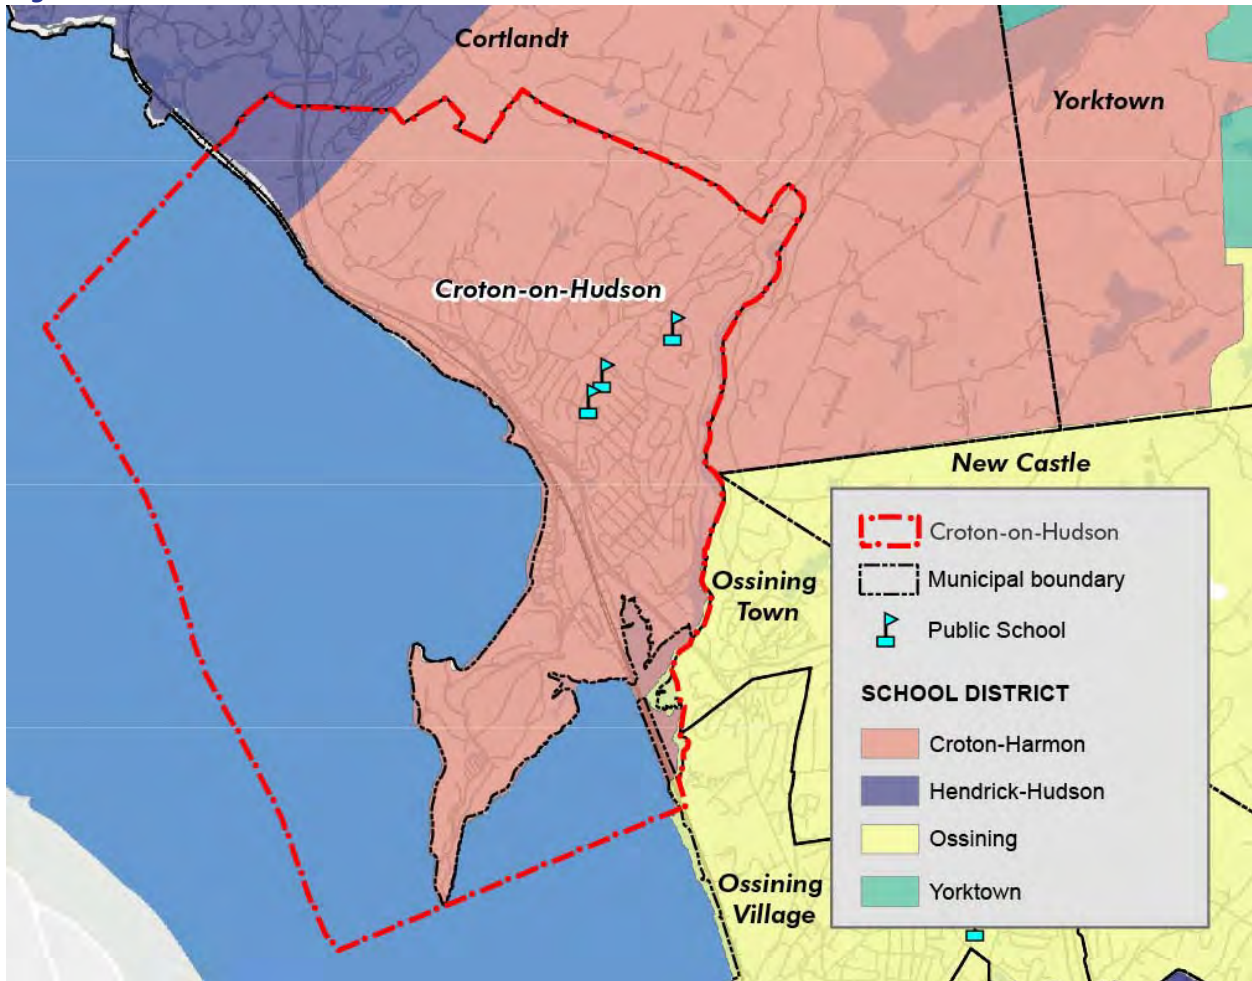 Cortlandt
Yorktown
Croton-on-Hudson
New Castle
Ossining
Town
Ossining
Village
Croton-on-Hudson
Municipal boundary
Public School
SCHOOL DISTRICT
Croton-Harmon
Hendrick-Hudson
Ossining
Yorktown